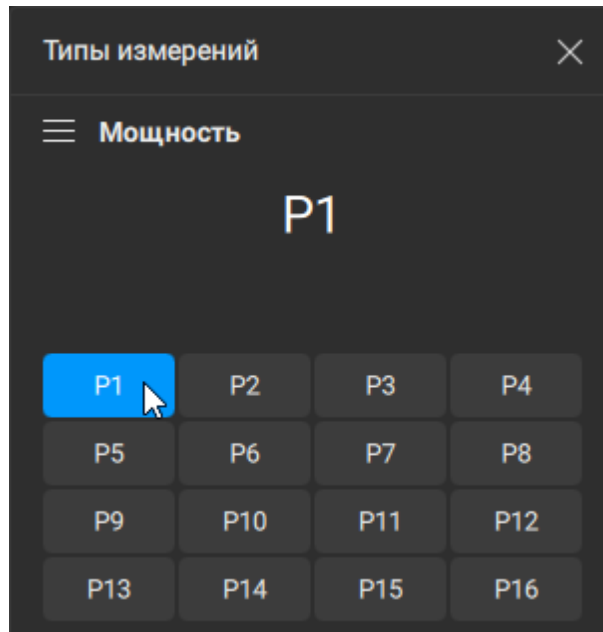 Типы измерений
Мощность
P1
P1 P2 P3 P4
P5 P6 P7 P8
P9 P10 P11 P12
P13 P14 P15 P16